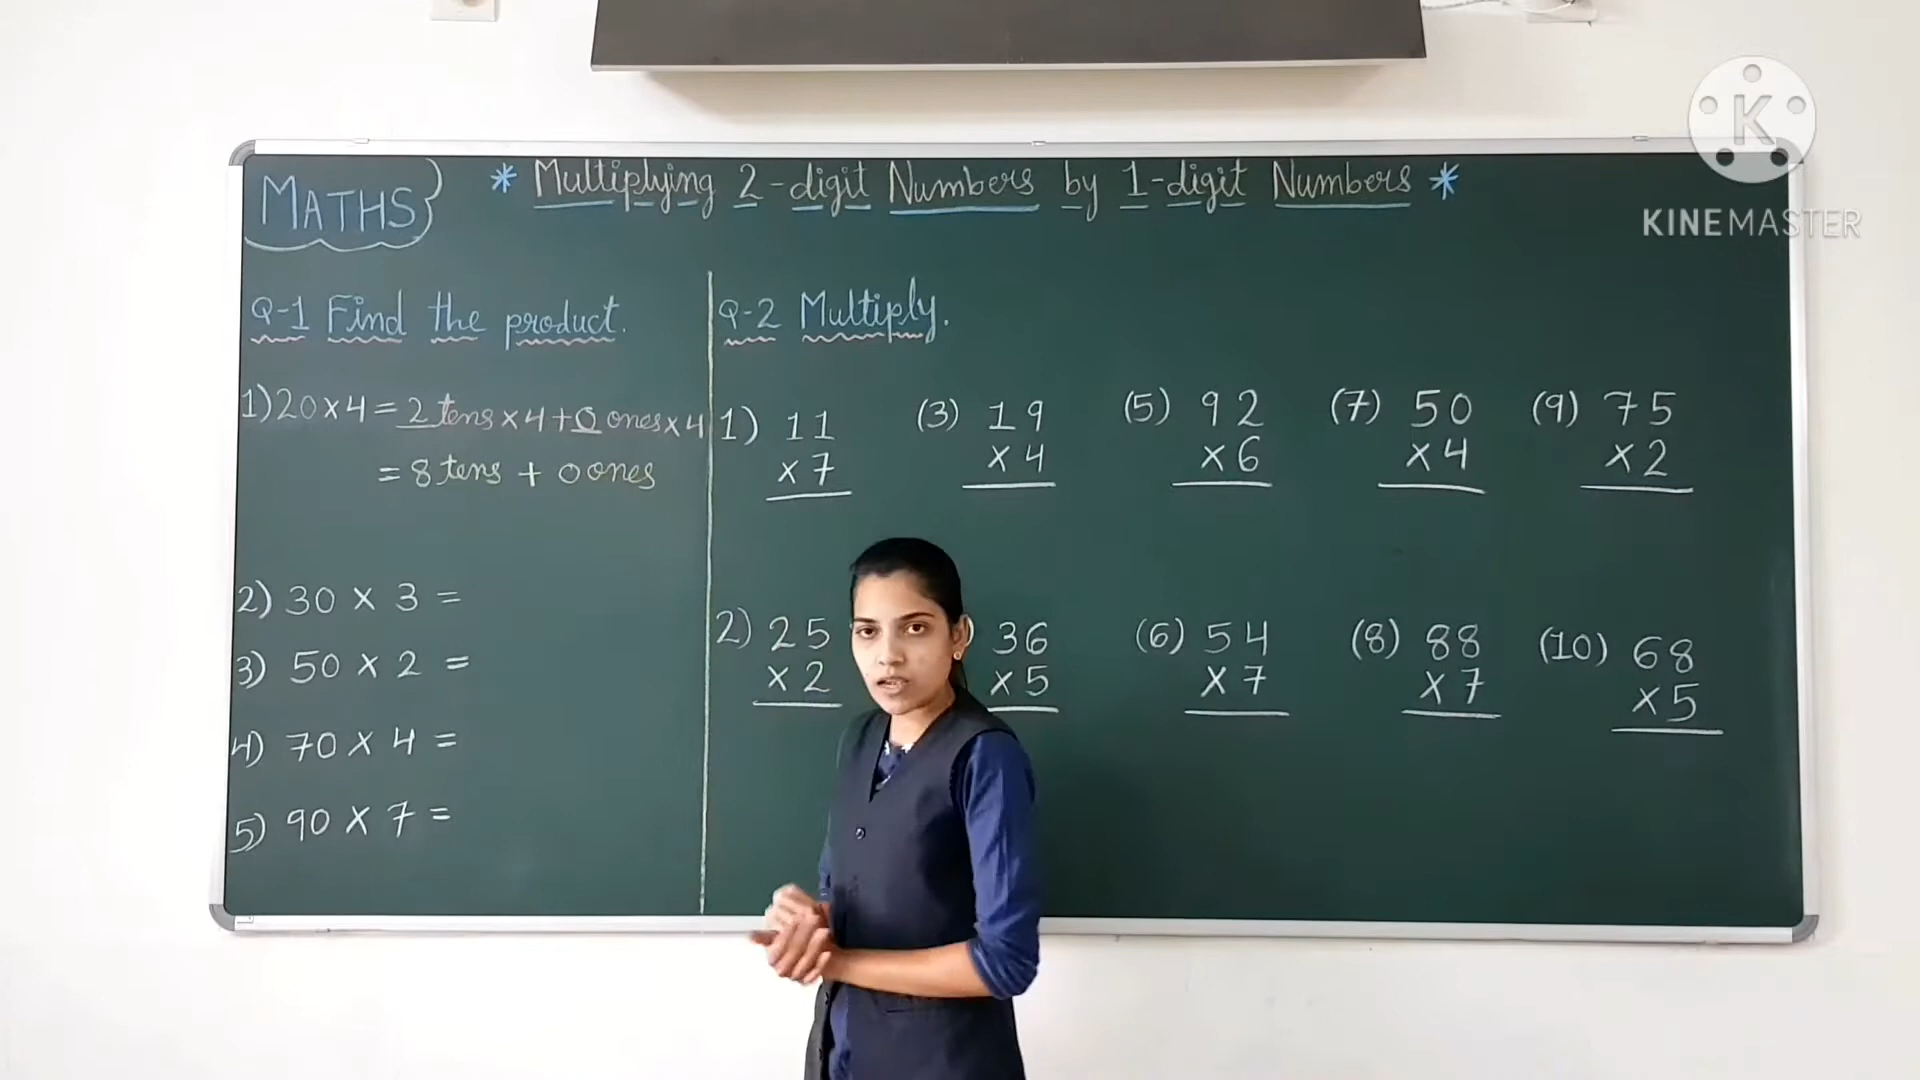 MATHS
* Multiplying 2-digit Numbers by 1-digit Numbers *
Q-1 Find the product.
1) 20 x 4 = 2 tens x 4 + 0 ones x 4
= 8 tens + 0 ones
2) 30 x 3 =
3) 50 x 2 =
4) 70 x 4 =
5) 90 x 7 =
Q-2 Multiply.
1) 11
x 7
(3) 19
x 4
(5) 92
x 6
(7) 50
x 4
(9) 75
x 2
2) 25
x 2
) 36
x 5
(6) 54
x 7
(8) 88
x 7
(10) 68
x 5
K
KINEMASTER